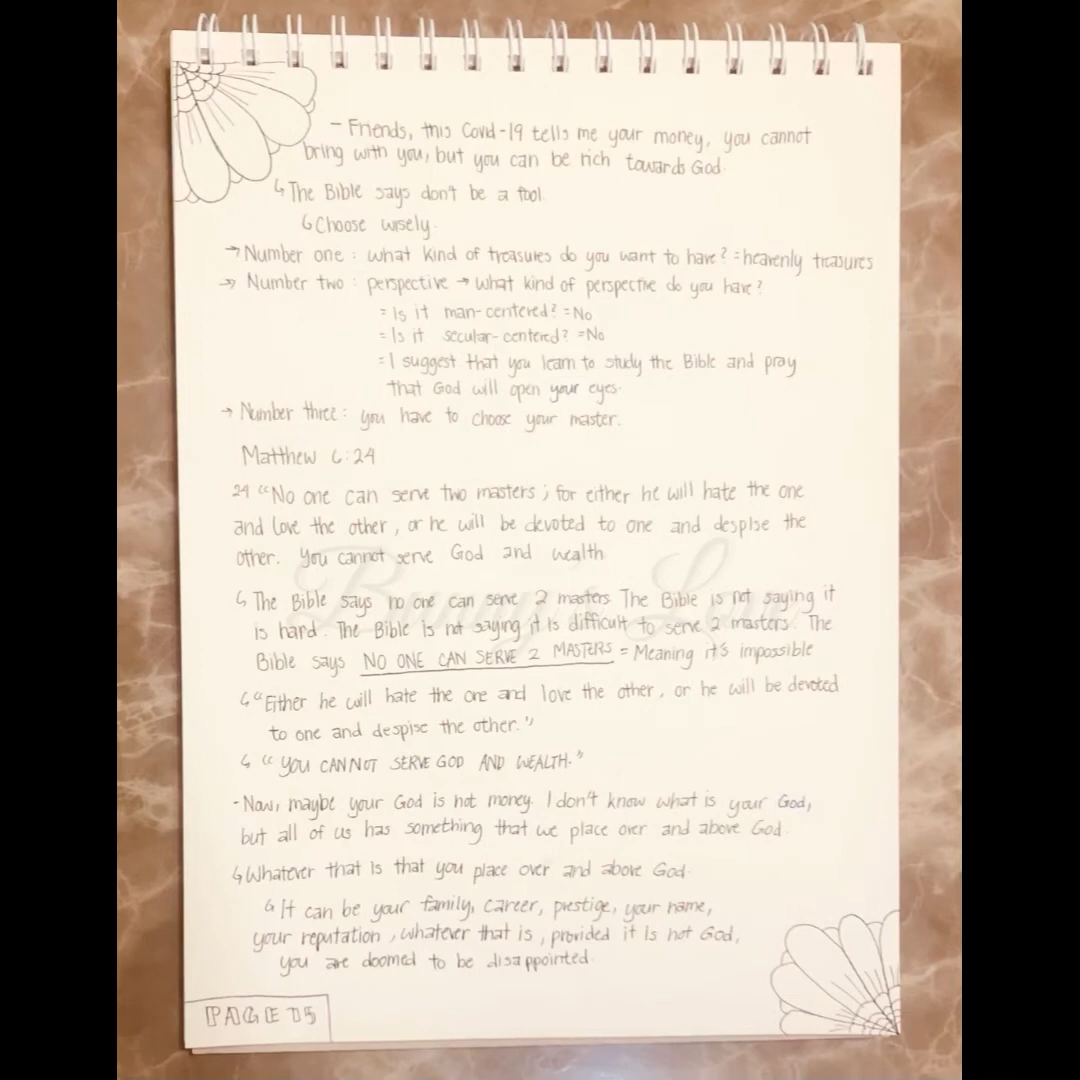 - Friends, this Covid-19 tells me your money, you cannot
bring with you, but you can be rich towards God.
↳ The Bible says don't be a fool.
↳ Choose wisely.
→ Number one : what kind of treasures do you want to have? = heavenly treasures
→ Number two : perspective → what kind of perspective do you have?
= Is it man-centered? = No
= Is it secular-centered? = No
= I suggest that you learn to study the Bible and pray
that God will open your eyes.
→ Number three : you have to choose your master.
Matthew 6:24
24 "No one can serve two masters ; for either he will hate the one
and love the other, or he will be devoted to one and despise the
other. You cannot serve God and wealth
↳ The Bible says no one can serve 2 masters. The Bible is not saying it
is hard. The Bible is not saying it is difficult to serve 2 masters. The
Bible says NO ONE CAN SERVE 2 MASTERS = Meaning it's impossible
↳ "Either he will hate the one and love the other, or he will be devoted
to one and despise the other."
↳ "YOU CANNOT SERVE GOD AND WEALTH."
- Now, maybe your God is not money. I don't know what is your God,
but all of us has something that we place over and above God.
↳ Whatever that is that you place over and above God.
↳ It can be your family, career, prestige, your name,
your reputation, whatever that is, provided it is not God,
you are doomed to be disappointed.
PAGE 15